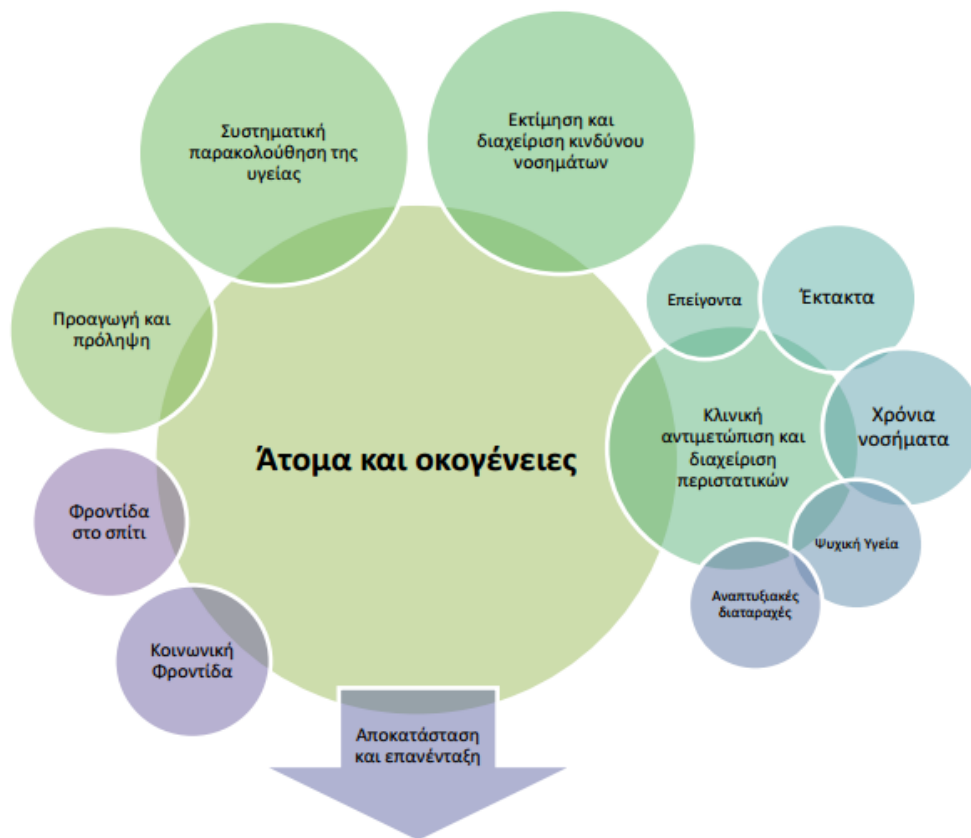 Συστηματική
παρακολούθηση της
υγείας
Εκτίμηση και
διαχείριση κινδύνου
νοσημάτων
Προαγωγή και
πρόληψη
Επείγοντα
Έκτακτα
Χρόνια
νοσήματα
Κλινική
αντιμετώπιση και
διαχείριση
περιστατικών
Άτομα και οκογένειες
Ψυχική Υγεία
Αναπτυξιακές
διαταραχές
Φροντίδα
στο σπίτι
Κοινωνική
Φροντίδα
Αποκατάσταση
και επανένταξη